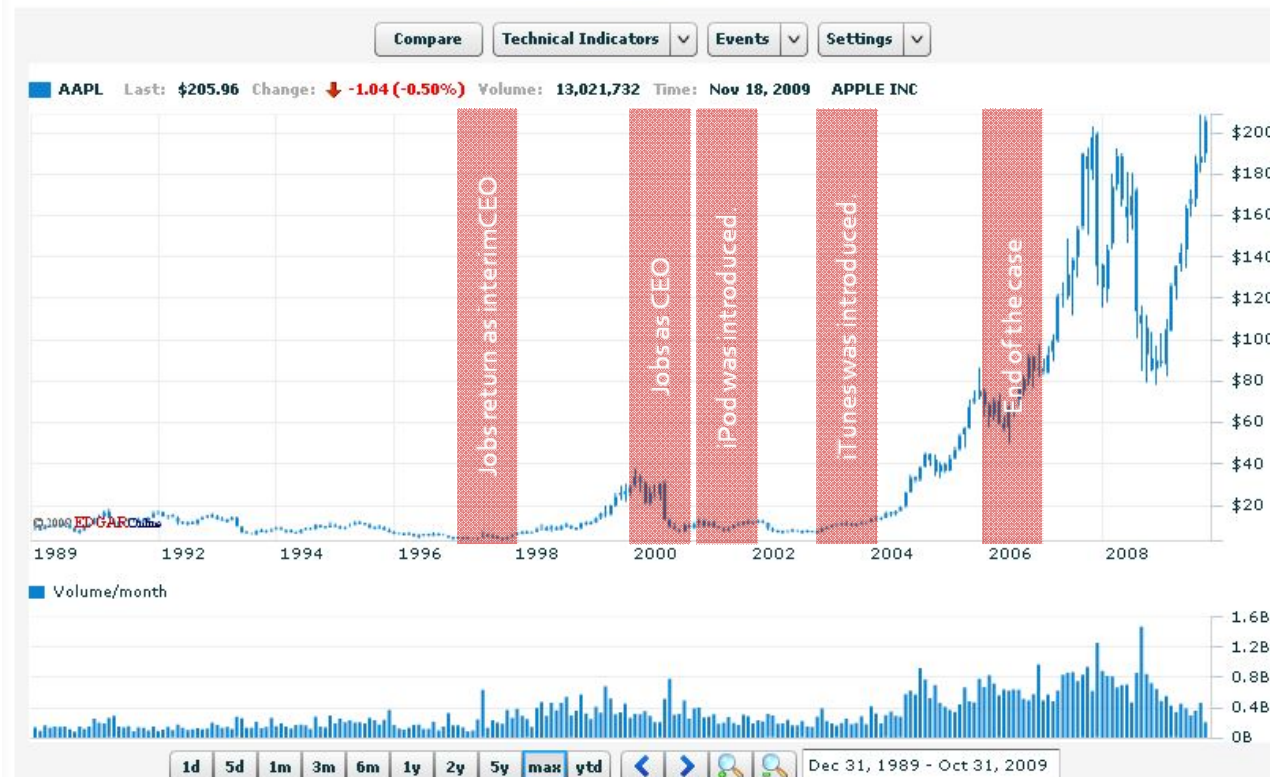 Compare Technical Indicators Events Settings
AAPL Last: $205.96 Change: -1.04 (-0.50%) Volume: 13,021,732 Time: Nov 18, 2009 APPLE INC
$200
$180
$160
$140
$120
$100
$80
$60
$40
$20
Jobs return as interimCEO
Jobs as CEO
iPod was introduced
iTunes was introduced
End of the case
EDGAR Online
1989 1992 1994 1996 1998 2000 2002 2004 2006 2008
Volume/month
1.6B
1.2B
0.8B
0.4B
0B
1d 5d 1m 3m 6m 1y 2y 5y max ytd Dec 31, 1989 - Oct 31, 2009